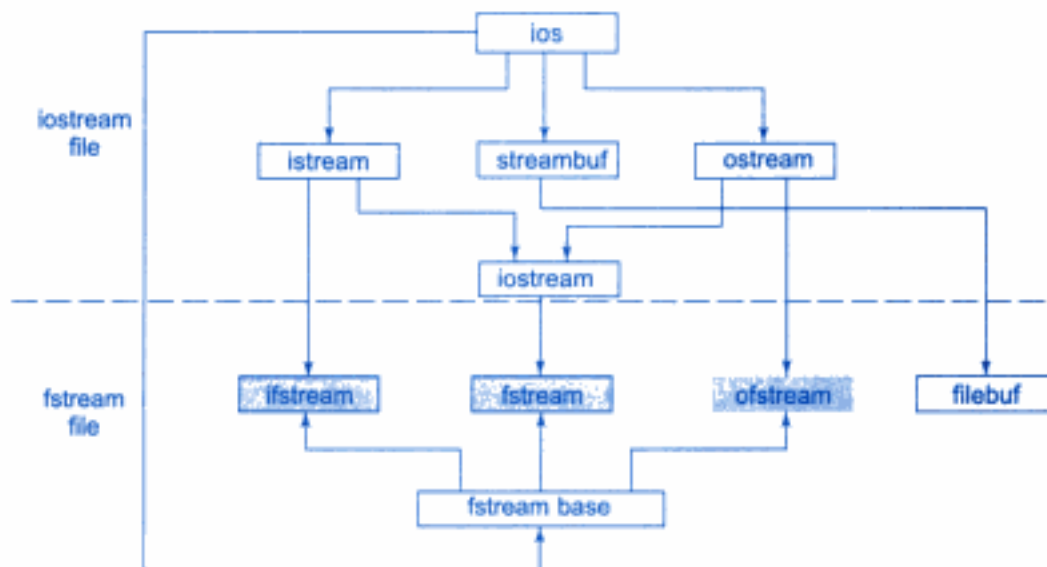 ios
iostream
file
istream
streambuf
ostream
iostream
fstream
file
ifstream
fstream
ofstream
filebuf
fstream base